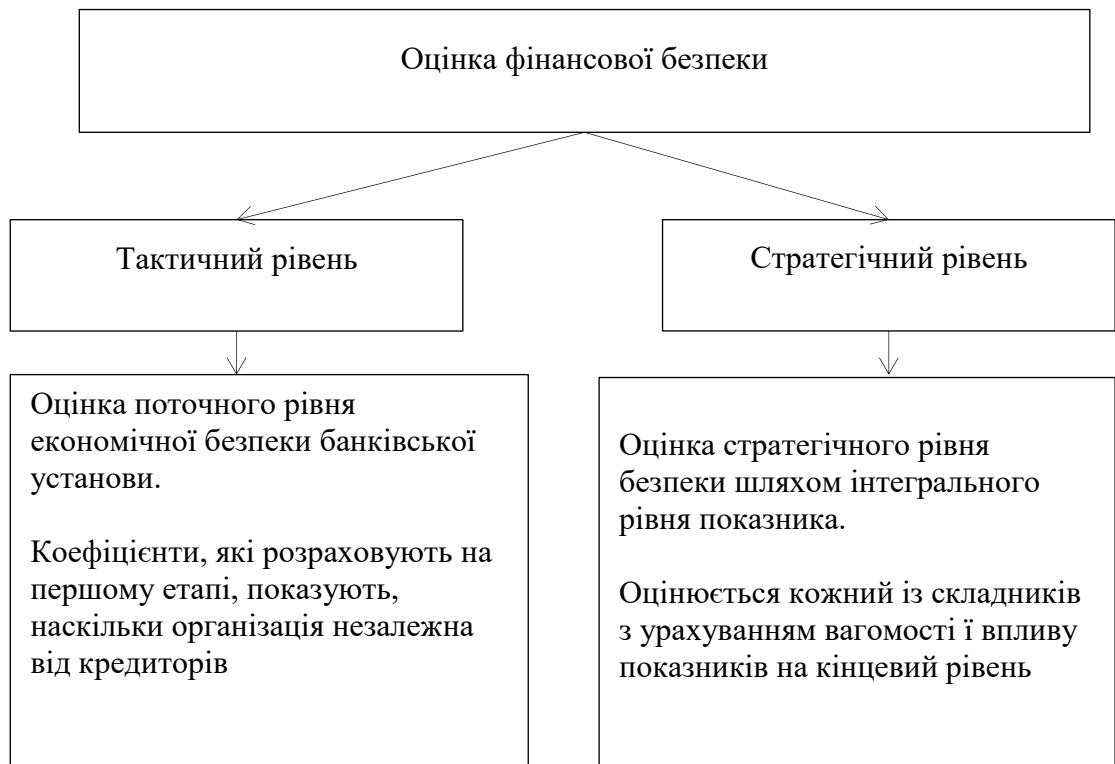 Оцінка фінансової безпеки
Тактичний рівень
Стратегічний рівень
Оцінка поточного рівня
економічної безпеки банківської
установи.
Коефіцієнти, які розраховують на
першому етапі, показують,
наскільки організація незалежна
від кредиторів
Оцінка стратегічного рівня
безпеки шляхом інтегрального
рівня показника.
Оцінюється кожний із складників
з урахуванням вагомості ї впливу
показників на кінцевий рівень